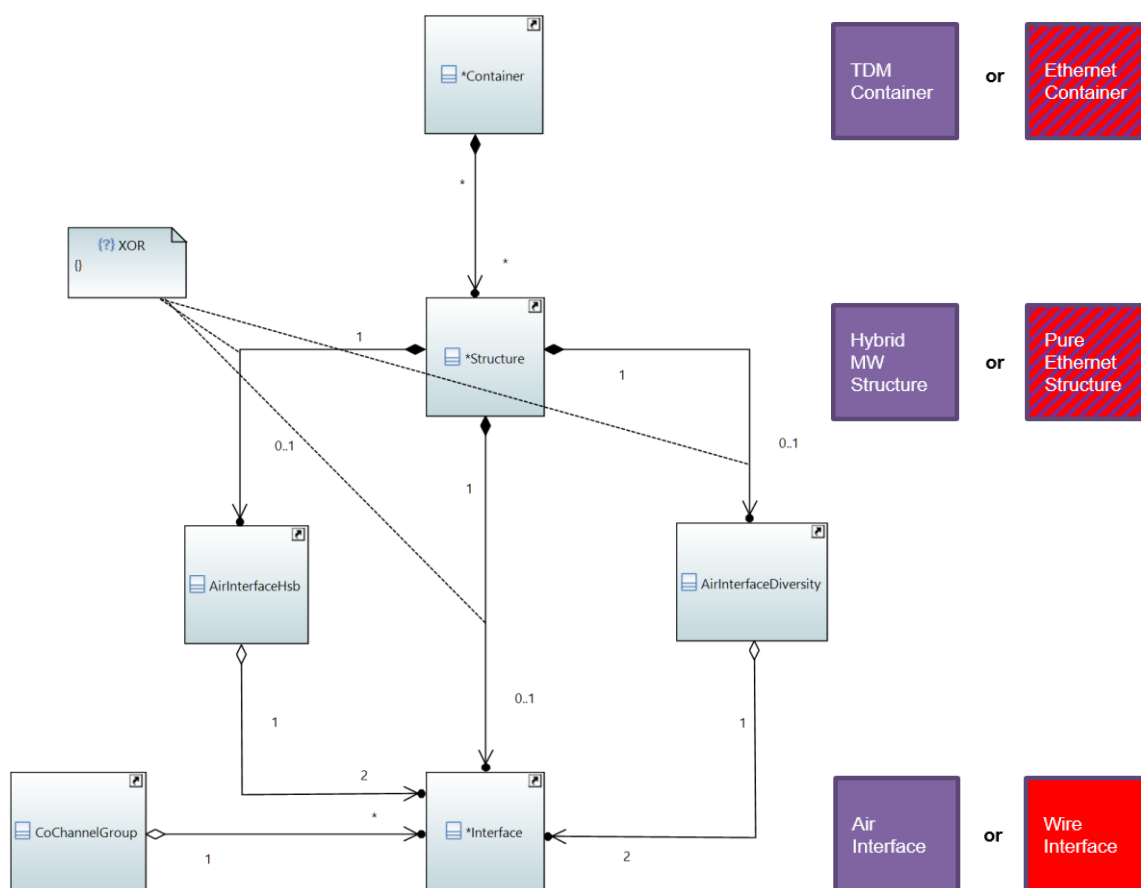 *Container
TDM
Container
or
Ethernet
Container
*
*
{?} XOR
{}
1
*Structure
1
Hybrid
MW
Structure
or
Pure
Ethernet
Structure
0..1
0..1
1
AirInterfaceHsb
AirInterfaceDiversity
0..1
1
1
2
*
CoChannelGroup
*Interface
1
2
Air
Interface
or
Wire
Interface